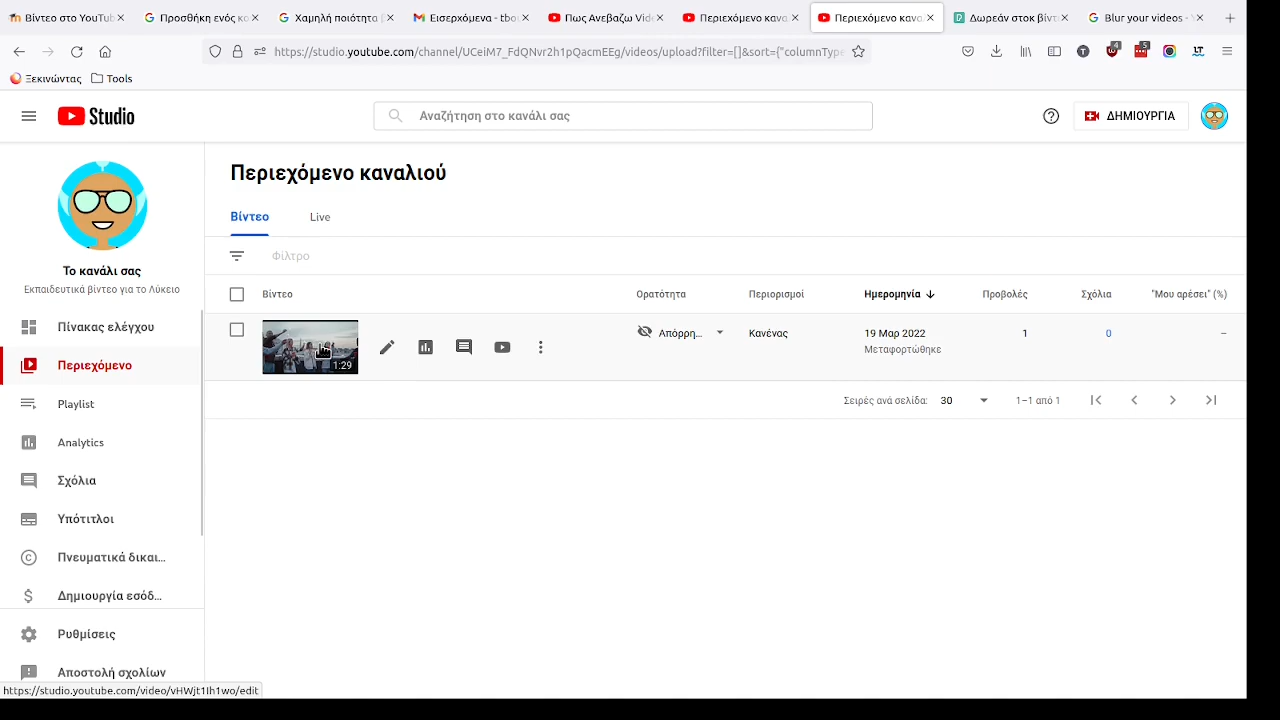 Βίντεο στο YouTub
Προσθήκη ενός κα
Χαμηλή ποιότητα
Εισερχόμενα - tbo
Πως Ανεβαζω Vid
Περιεχόμενο κανα
Περιεχόμενο κανα
Δωρεάν στοκ βίντ
Blur your videos - Y
https://studio.youtube.com/channel/UCeiM7_FdQNvr2h1pQacmEEg/videos/upload?filter=[]&sort={"columnType
Ξεκινώντας
Tools
Studio
Αναζήτηση στο κανάλι σας
ΔΗΜΙΟΥΡΓΙΑ
Το κανάλι σας
Εκπαιδευτικά βίντεο για το Λύκειο
Πίνακας ελέγχου
Περιεχόμενο
Playlist
Analytics
Σχόλια
Υπότιτλοι
Πνευματικά δικαι...
Δημιουργία εσόδ...
Ρυθμίσεις
Αποστολή σχολίων
Περιεχόμενο καναλιού
Βίντεο Live
Φίλτρο
Βίντεο Ορατότητα Περιορισμοί Ημερομηνία Προβολές Σχόλια "Μου αρέσει" (%)
1:29 Απόρρη... Κανένας 19 Μαρ 2022 1 0 –
Μεταφορτώθηκε
Σειρές ανά σελίδα: 30 1–1 από 1
https://studio.youtube.com/video/vHWjt1Ih1wo/edit